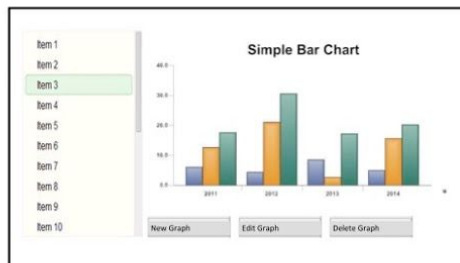 Item 1
Item 2
Item 3
Item 4
Item 5
Item 6
Item 7
Item 8
Item 9
Item 10
Simple Bar Chart
40.0
30.0
20.0
10.0
0.0
2011 2012 2013 2014
New Graph Edit Graph Delete Graph